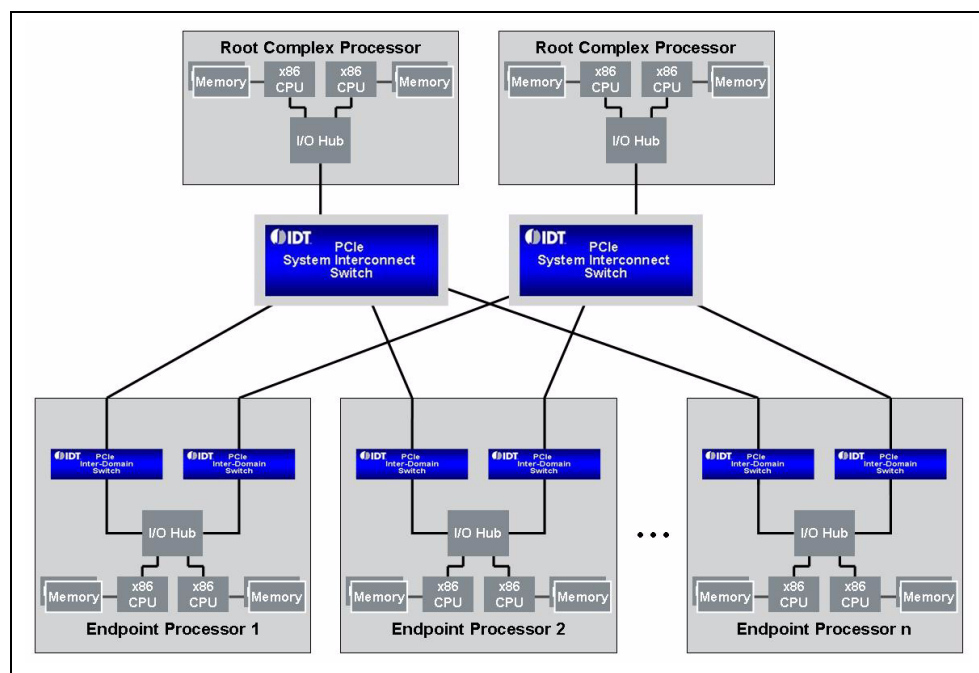 Root Complex Processor
Root Complex Processor
Memory
x86
CPU
x86
CPU
Memory
Memory
x86
CPU
x86
CPU
Memory
I/O Hub
I/O Hub
IDT
PCIe
System Interconnect
Switch
IDT
PCIe
System Interconnect
Switch
IDT
PCIe
Inter-Domain
Switch
IDT
PCIe
Inter-Domain
Switch
IDT
PCIe
Inter-Domain
Switch
IDT
PCIe
Inter-Domain
Switch
IDT
PCIe
Inter-Domain
Switch
IDT
PCIe
Inter-Domain
Switch
I/O Hub
I/O Hub
I/O Hub
...
Memory
x86
CPU
x86
CPU
Memory
Memory
x86
CPU
x86
CPU
Memory
Memory
x86
CPU
x86
CPU
Memory
Endpoint Processor 1
Endpoint Processor 2
Endpoint Processor n